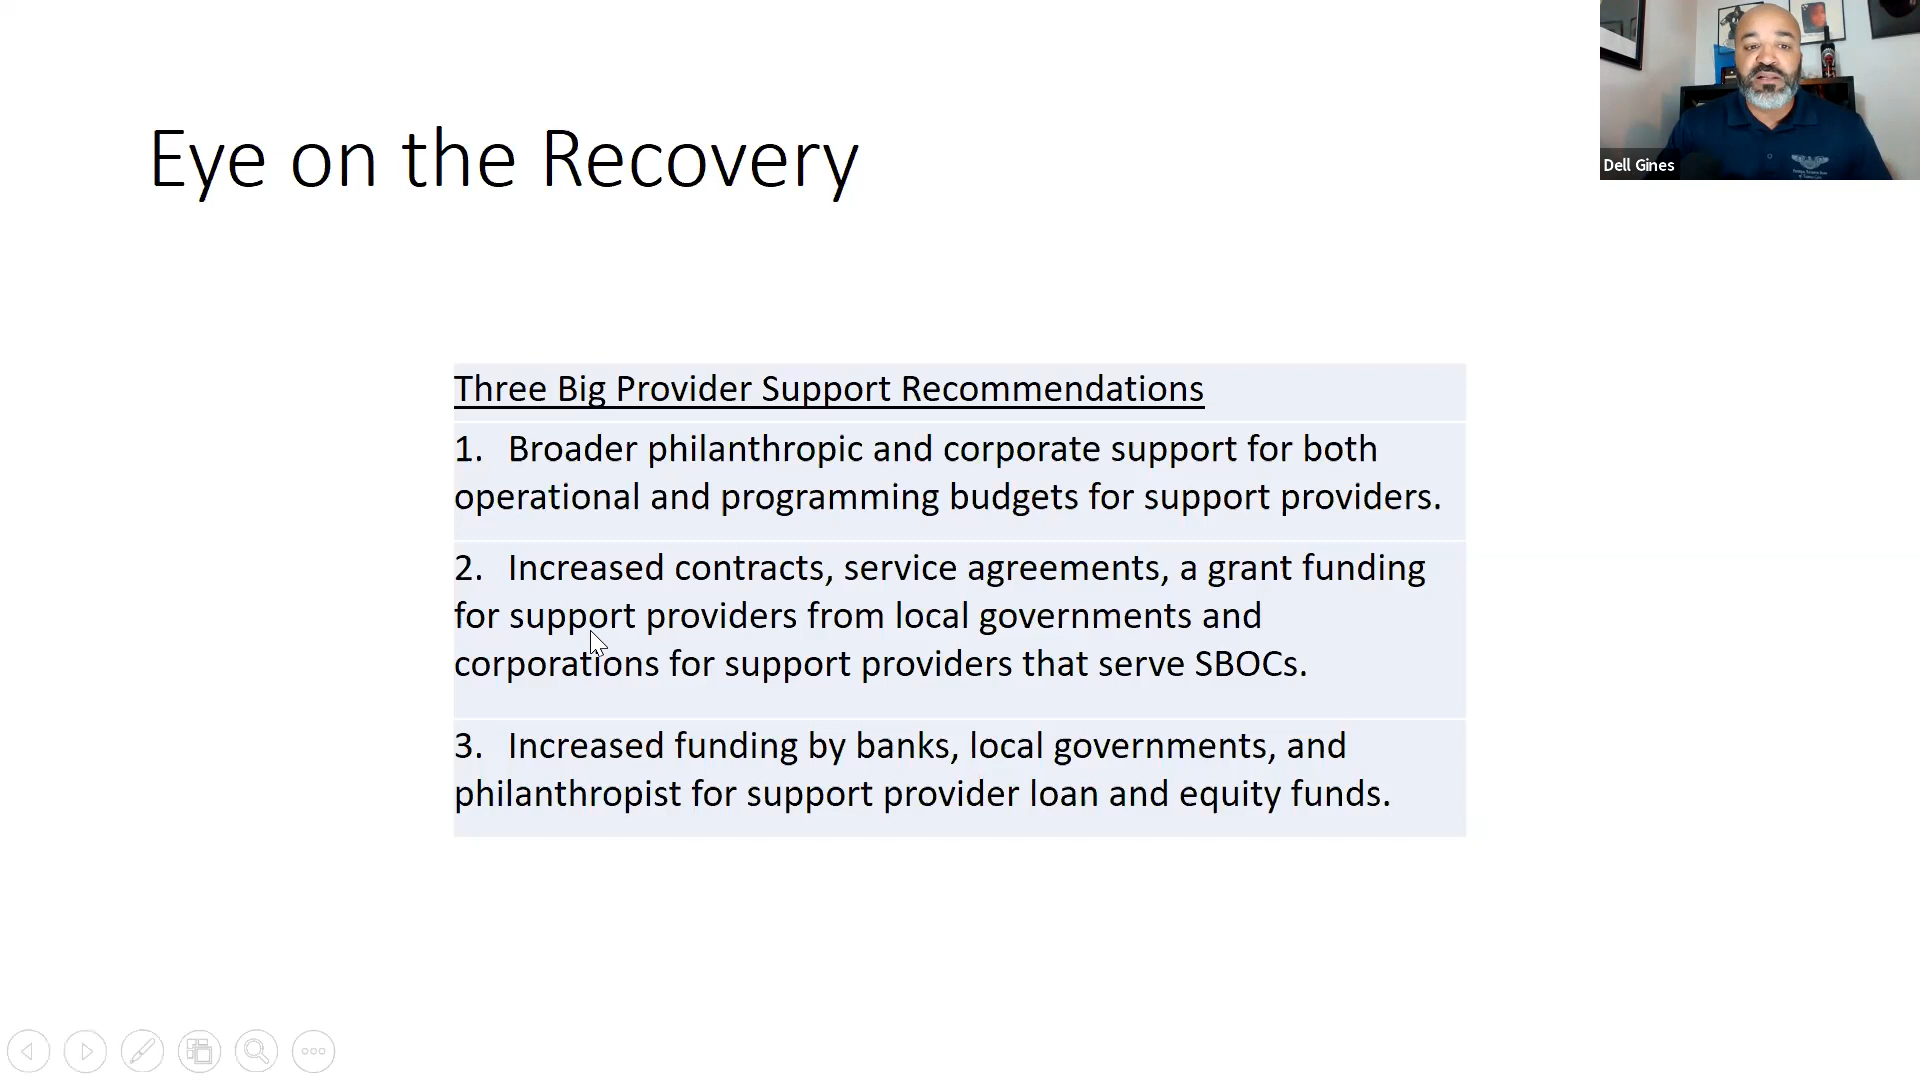 Eye on the Recovery
Dell Gines
Three Big Provider Support Recommendations
1. Broader philanthropic and corporate support for both
operational and programming budgets for support providers.
2. Increased contracts, service agreements, a grant funding
for support providers from local governments and
corporations for support providers that serve SBOCs.
3. Increased funding by banks, local governments, and
philanthropist for support provider loan and equity funds.